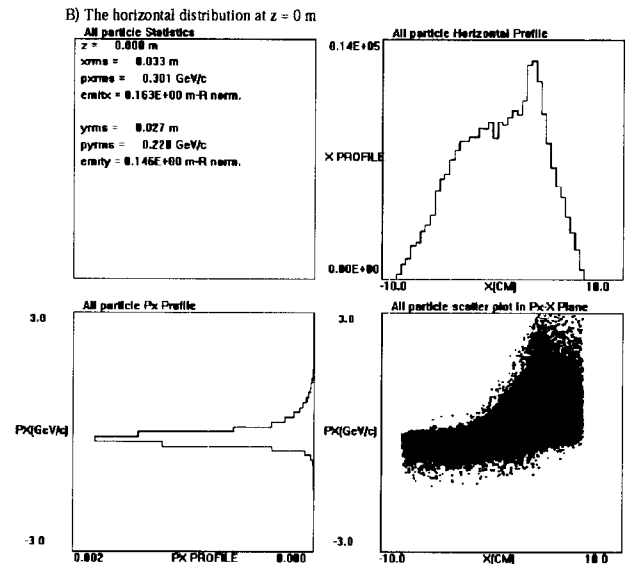 B) The horizontal distribution at z = 0 m
All particle Statistics
z = 0.000 m
xrms = 0.033 m
pxrms = 0.301 GeV/c
emitx = 0.163E+00 m-R norm.
yrms = 0.027 m
pyrms = 0.220 GeV/c
emity = 0.146E+00 m-R norm.
All particle Horizontal Profile
0.14E+05
X PROFILE
0.00E+00
-10.0 X[CM] 10.0
All particle Px Profile
3.0
PX[GeV/c]
-3.0
0.002 PX PROFILE 0.000
All particle scatter plot in Px-X Plane
3.0
PX[GeV/c]
-3.0
-10.0 X[CM] 10.0